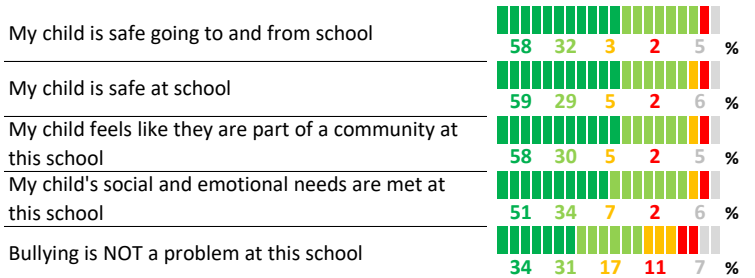 My child is safe going to and from school
58 32 3 2 5 %
My child is safe at school
59 29 5 2 6 %
My child feels like they are part of a community at
this school
58 30 5 2 5 %
My child's social and emotional needs are met at
this school
51 34 7 2 6 %
Bullying is NOT a problem at this school
34 31 17 11 7 %